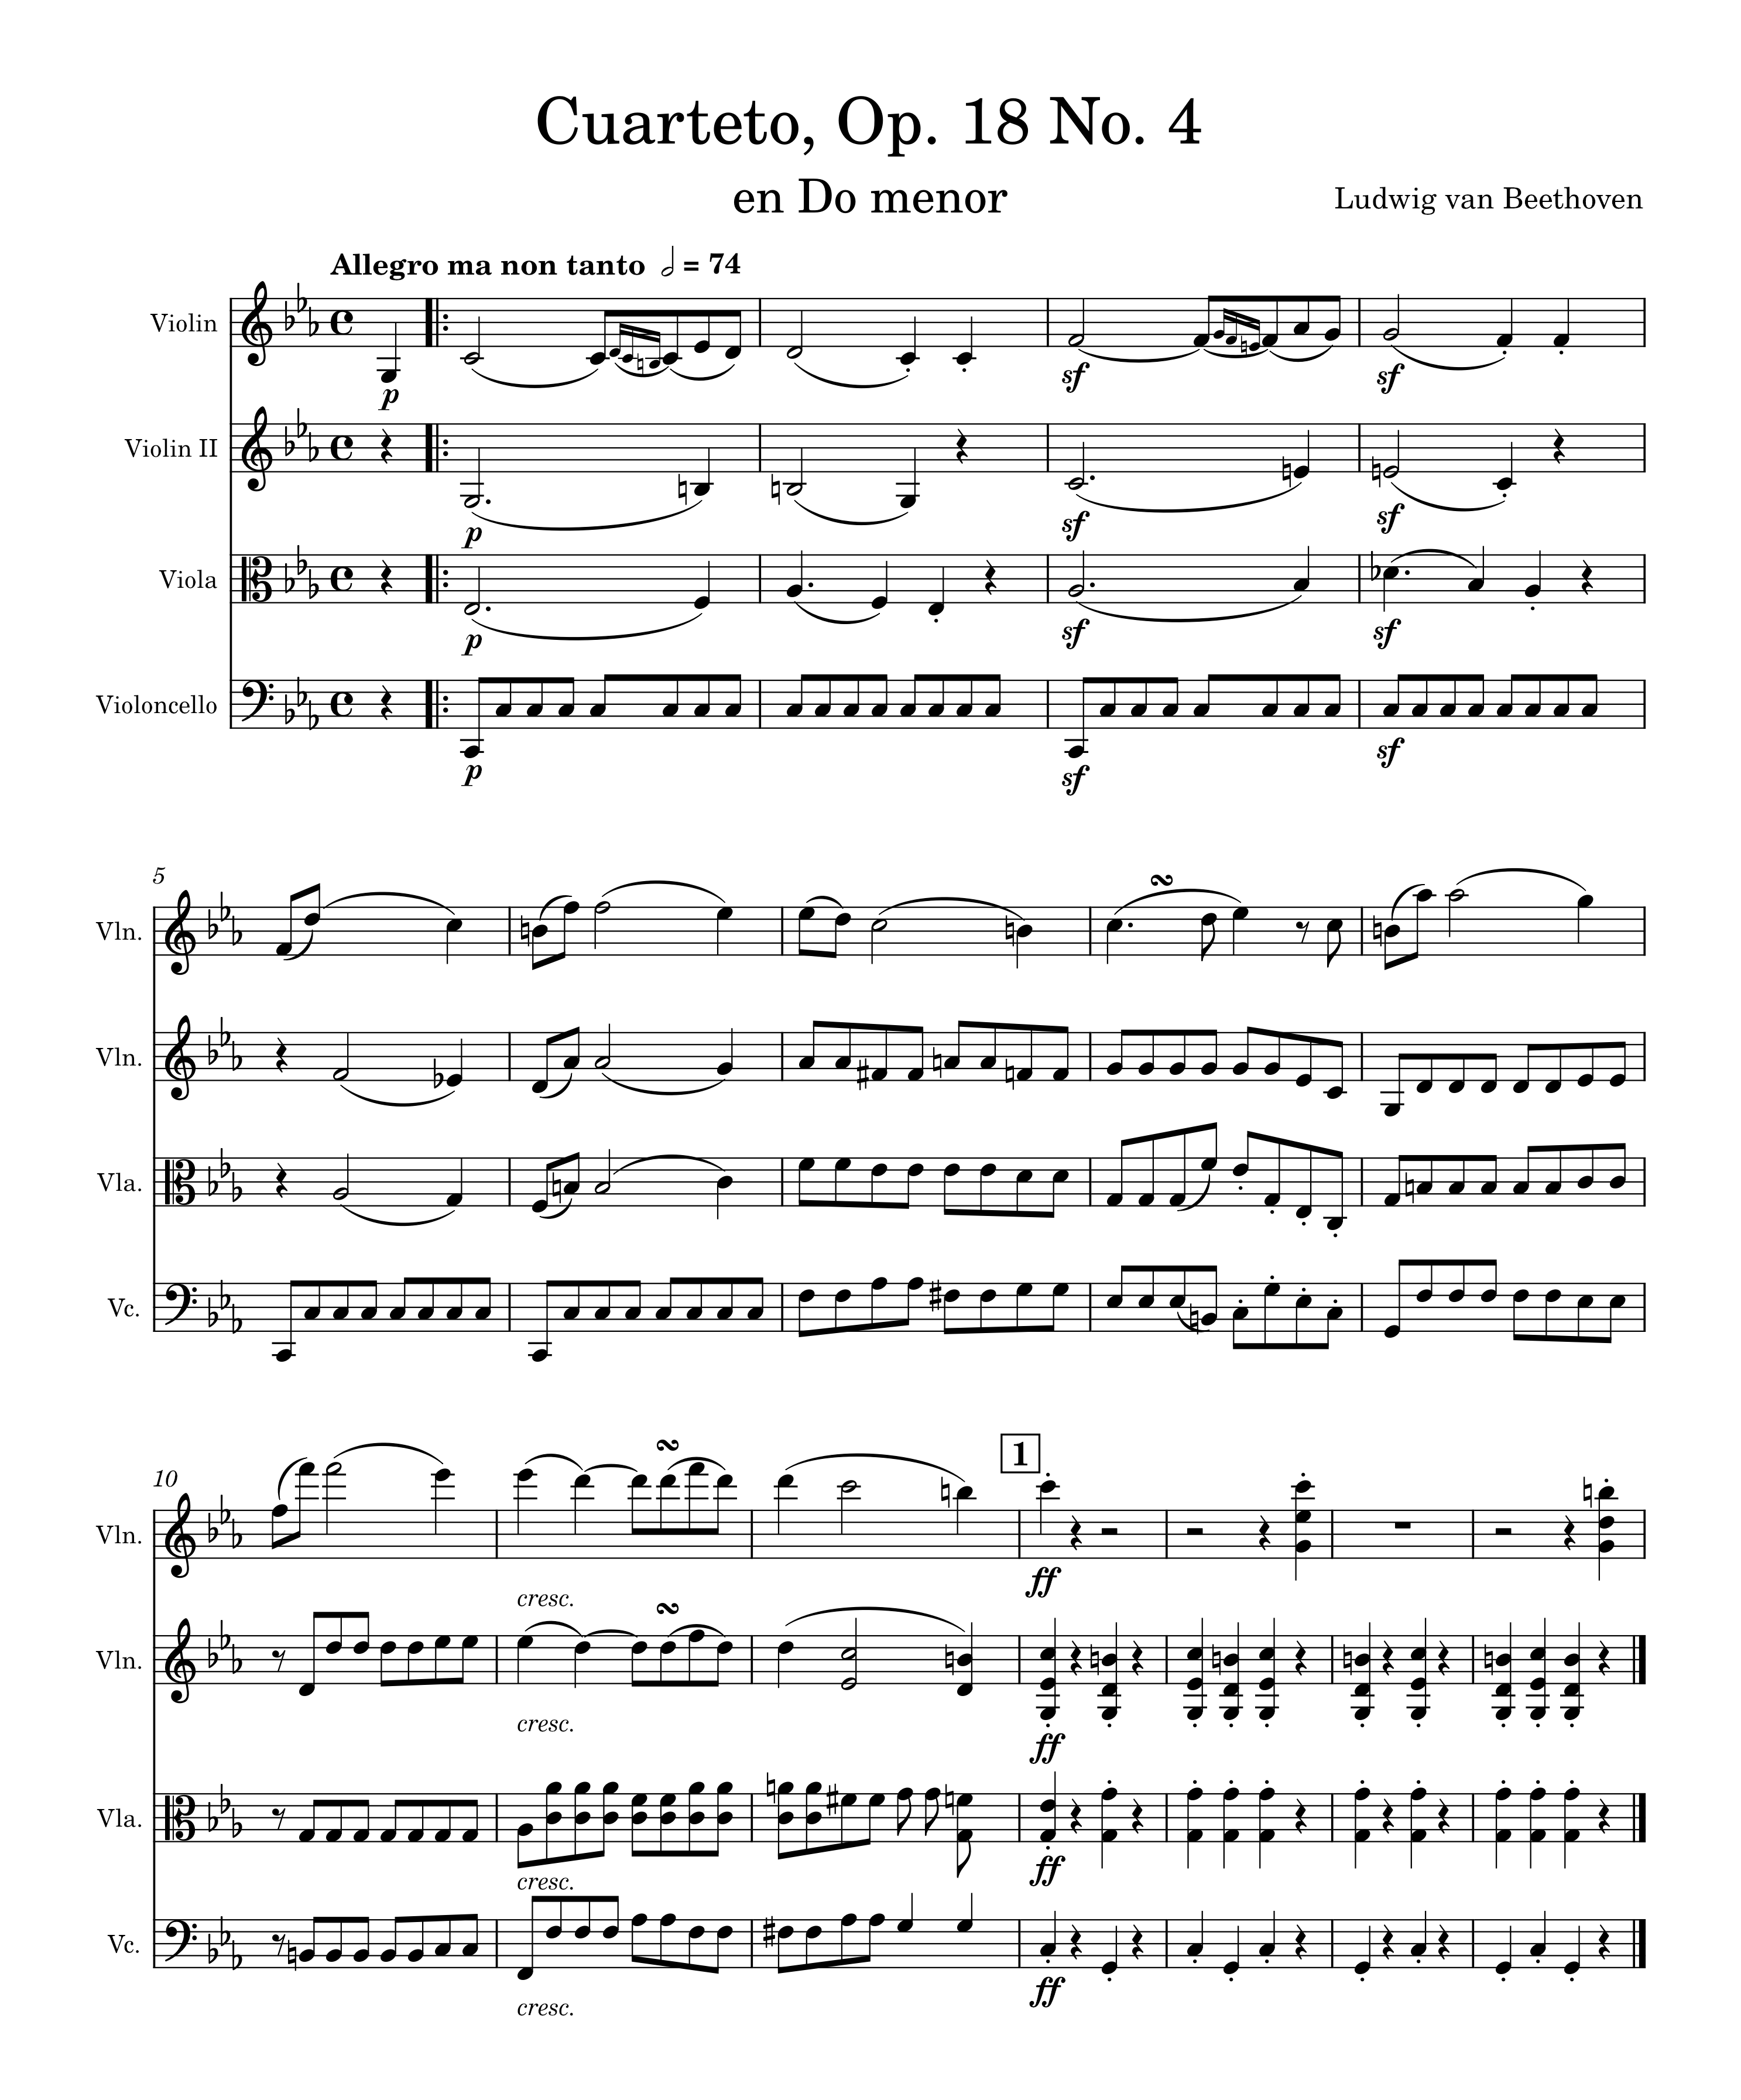 Cuarteto, Op. 18 No. 4
en Do menor
Ludwig van Beethoven
Allegro ma non tanto = 74
Violin
p
sf
sf
Violin II
p
sf
sf
Viola
p
sf
sf
Violoncello
p
sf
sf
5
Vln.
Vln.
Vla.
Vc.
10
1
Vln.
ff
cresc.
Vln.
cresc.
ff
Vla.
cresc.
ff
Vc.
cresc.
ff